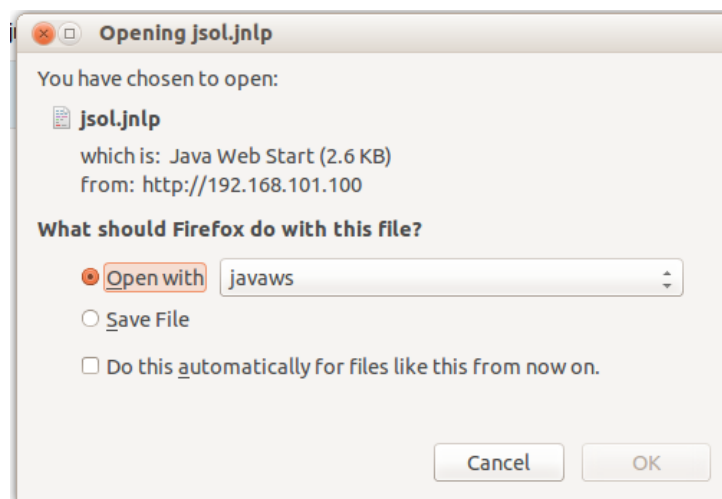 Opening jsol.jnlp
You have chosen to open:
jsol.jnlp
which is: Java Web Start (2.6 KB)
from: http://192.168.101.100
What should Firefox do with this file?
Open with javaws
Save File
Do this automatically for files like this from now on.
Cancel OK